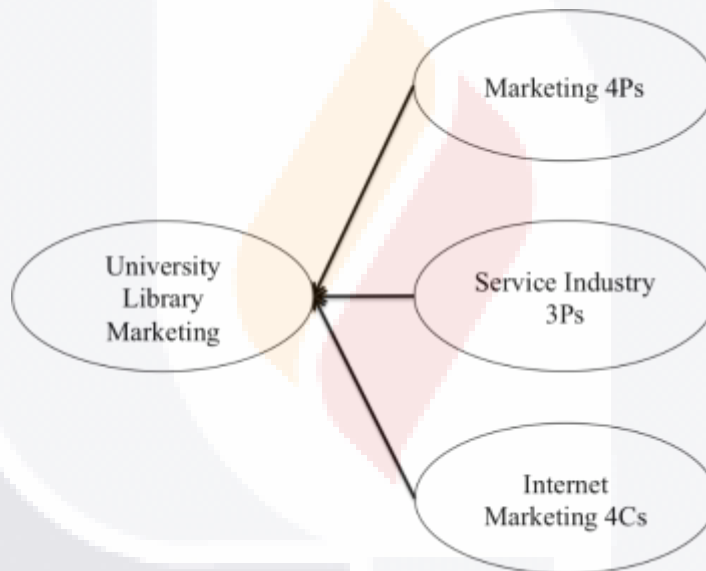 Marketing 4Ps
University
Library
Marketing
Service Industry
3Ps
Internet
Marketing 4Cs